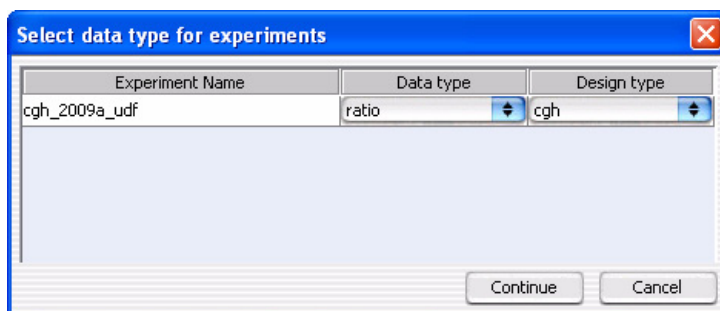 Select data type for experiments
Experiment Name Data type Design type
cgh_2009a_udf ratio cgh
Continue Cancel